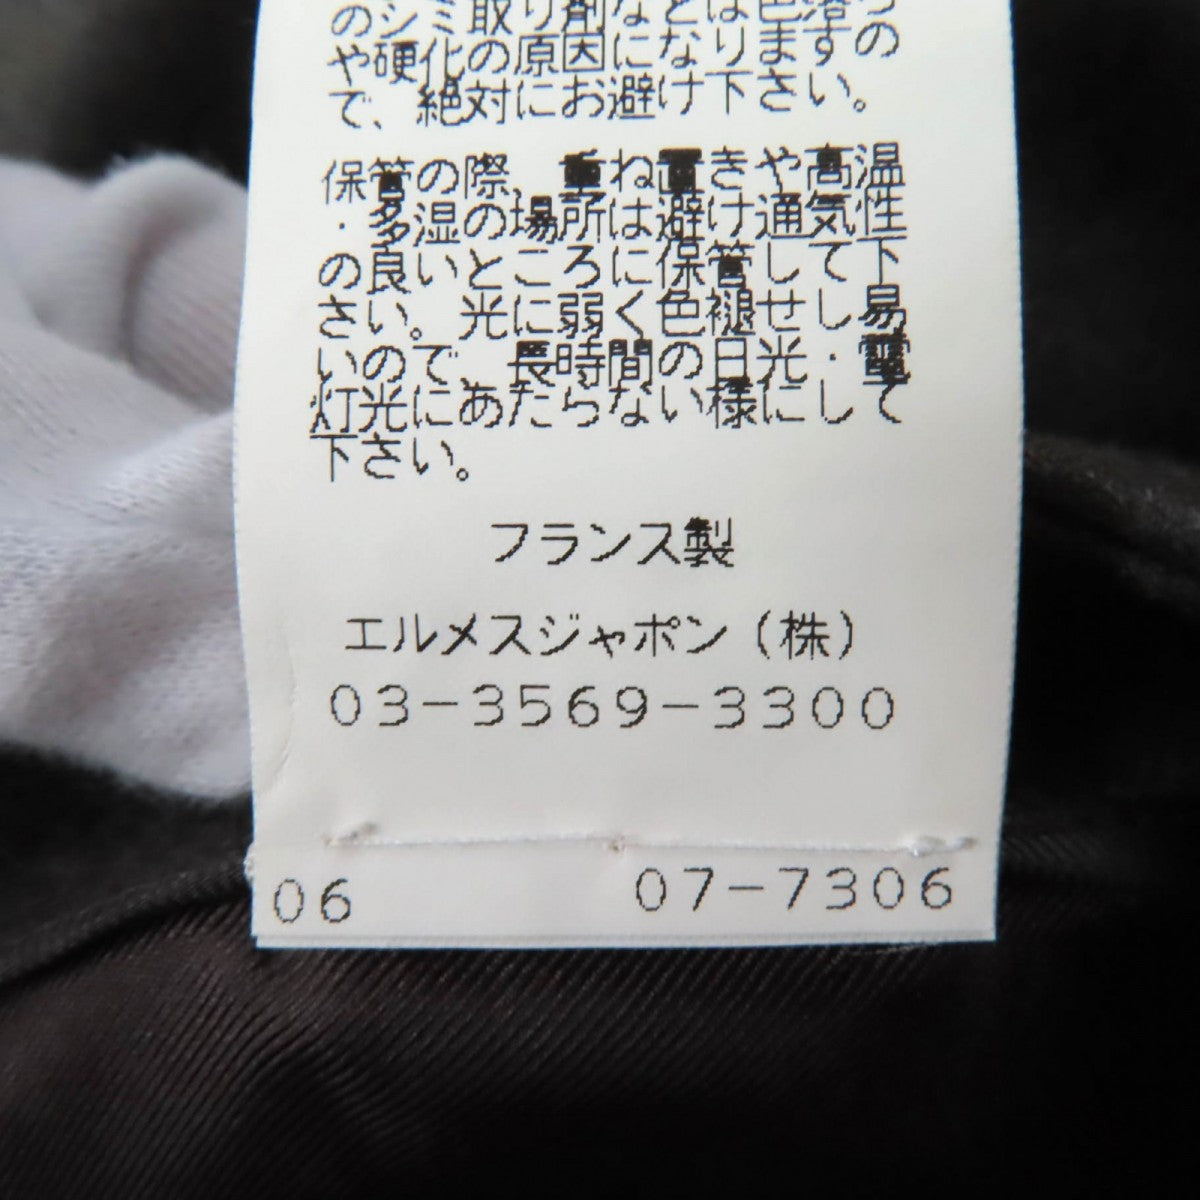 のやシミ取り剤などは色
や硬化の原因になります
で、絶対にお避け下さい。
保管の際、重ね置きや高温
・多湿の場所は避け通気性
の良いところに保管して下
さい。光に弱く色褪せし易
いので、長時間の日光・電
灯光にあたらない様にして
下さい。
フランス製
エルメスジャポン(株)
03-3569-3300
06 07-7306